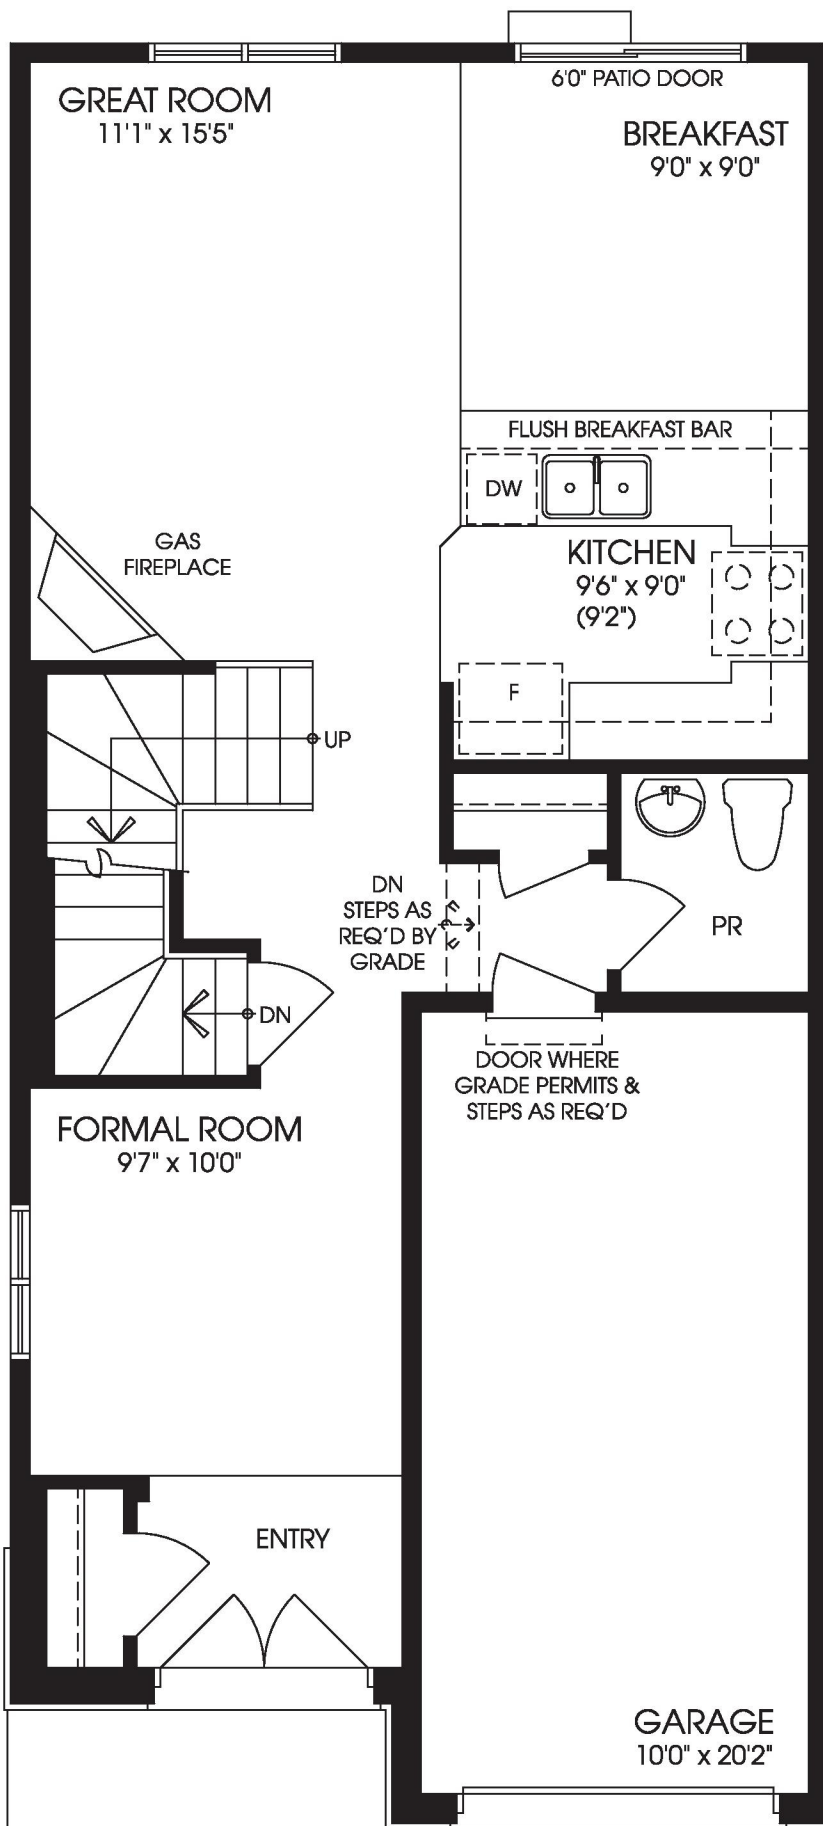 6'0" PATIO DOOR
GREAT ROOM
11'1" x 15'5"
BREAKFAST
9'0" x 9'0"
FLUSH BREAKFAST BAR
DW
GAS
FIREPLACE
KITCHEN
9'6" x 9'0"
(9'2")
F
UP
DN
STEPS AS
REQ'D BY
GRADE
PR
DN
DOOR WHERE
GRADE PERMITS &
STEPS AS REQ'D
FORMAL ROOM
9'7" x 10'0"
ENTRY
GARAGE
10'0" x 20'2"